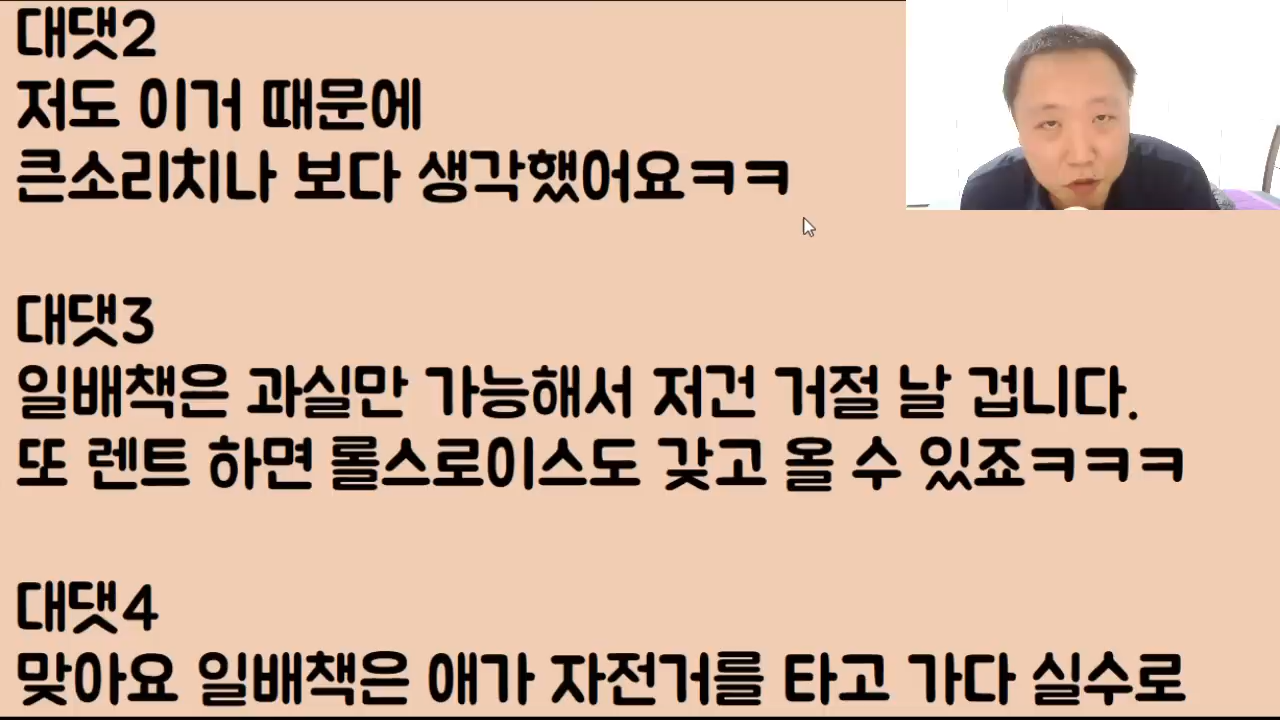 대댓2
저도 이거 때문에
큰소리치나 보다 생각했어요ㅋㅋ
대댓3
일배책은 과실만 가능해서 저건 거절 날 겁니다.
또 렌트 하면 롤스로이스도 갖고 올 수 있죠ㅋㅋㅋ
대댓4
맞아요 일배책은 애가 자전거를 타고 가다 실수로